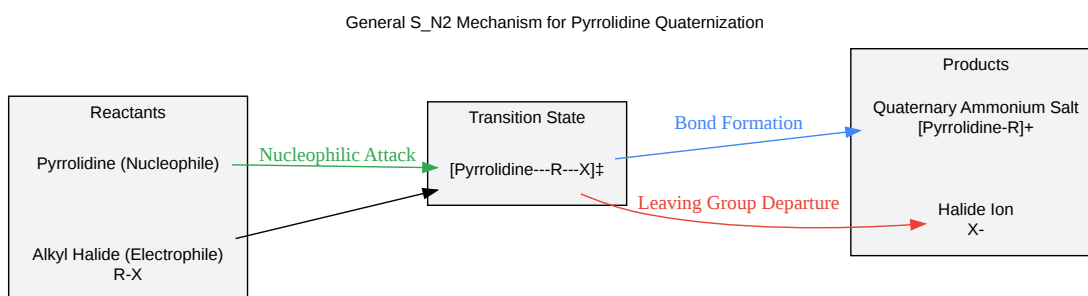 General S_N2 Mechanism for Pyrrolidine Quaternization
Reactants
Pyrrolidine (Nucleophile)
Alkyl Halide (Electrophile)
R-X
Nucleophilic Attack
Transition State
[Pyrrolidine---R---X]‡
Bond Formation
Leaving Group Departure
Products
Quaternary Ammonium Salt
[Pyrrolidine-R]+
Halide Ion
X-